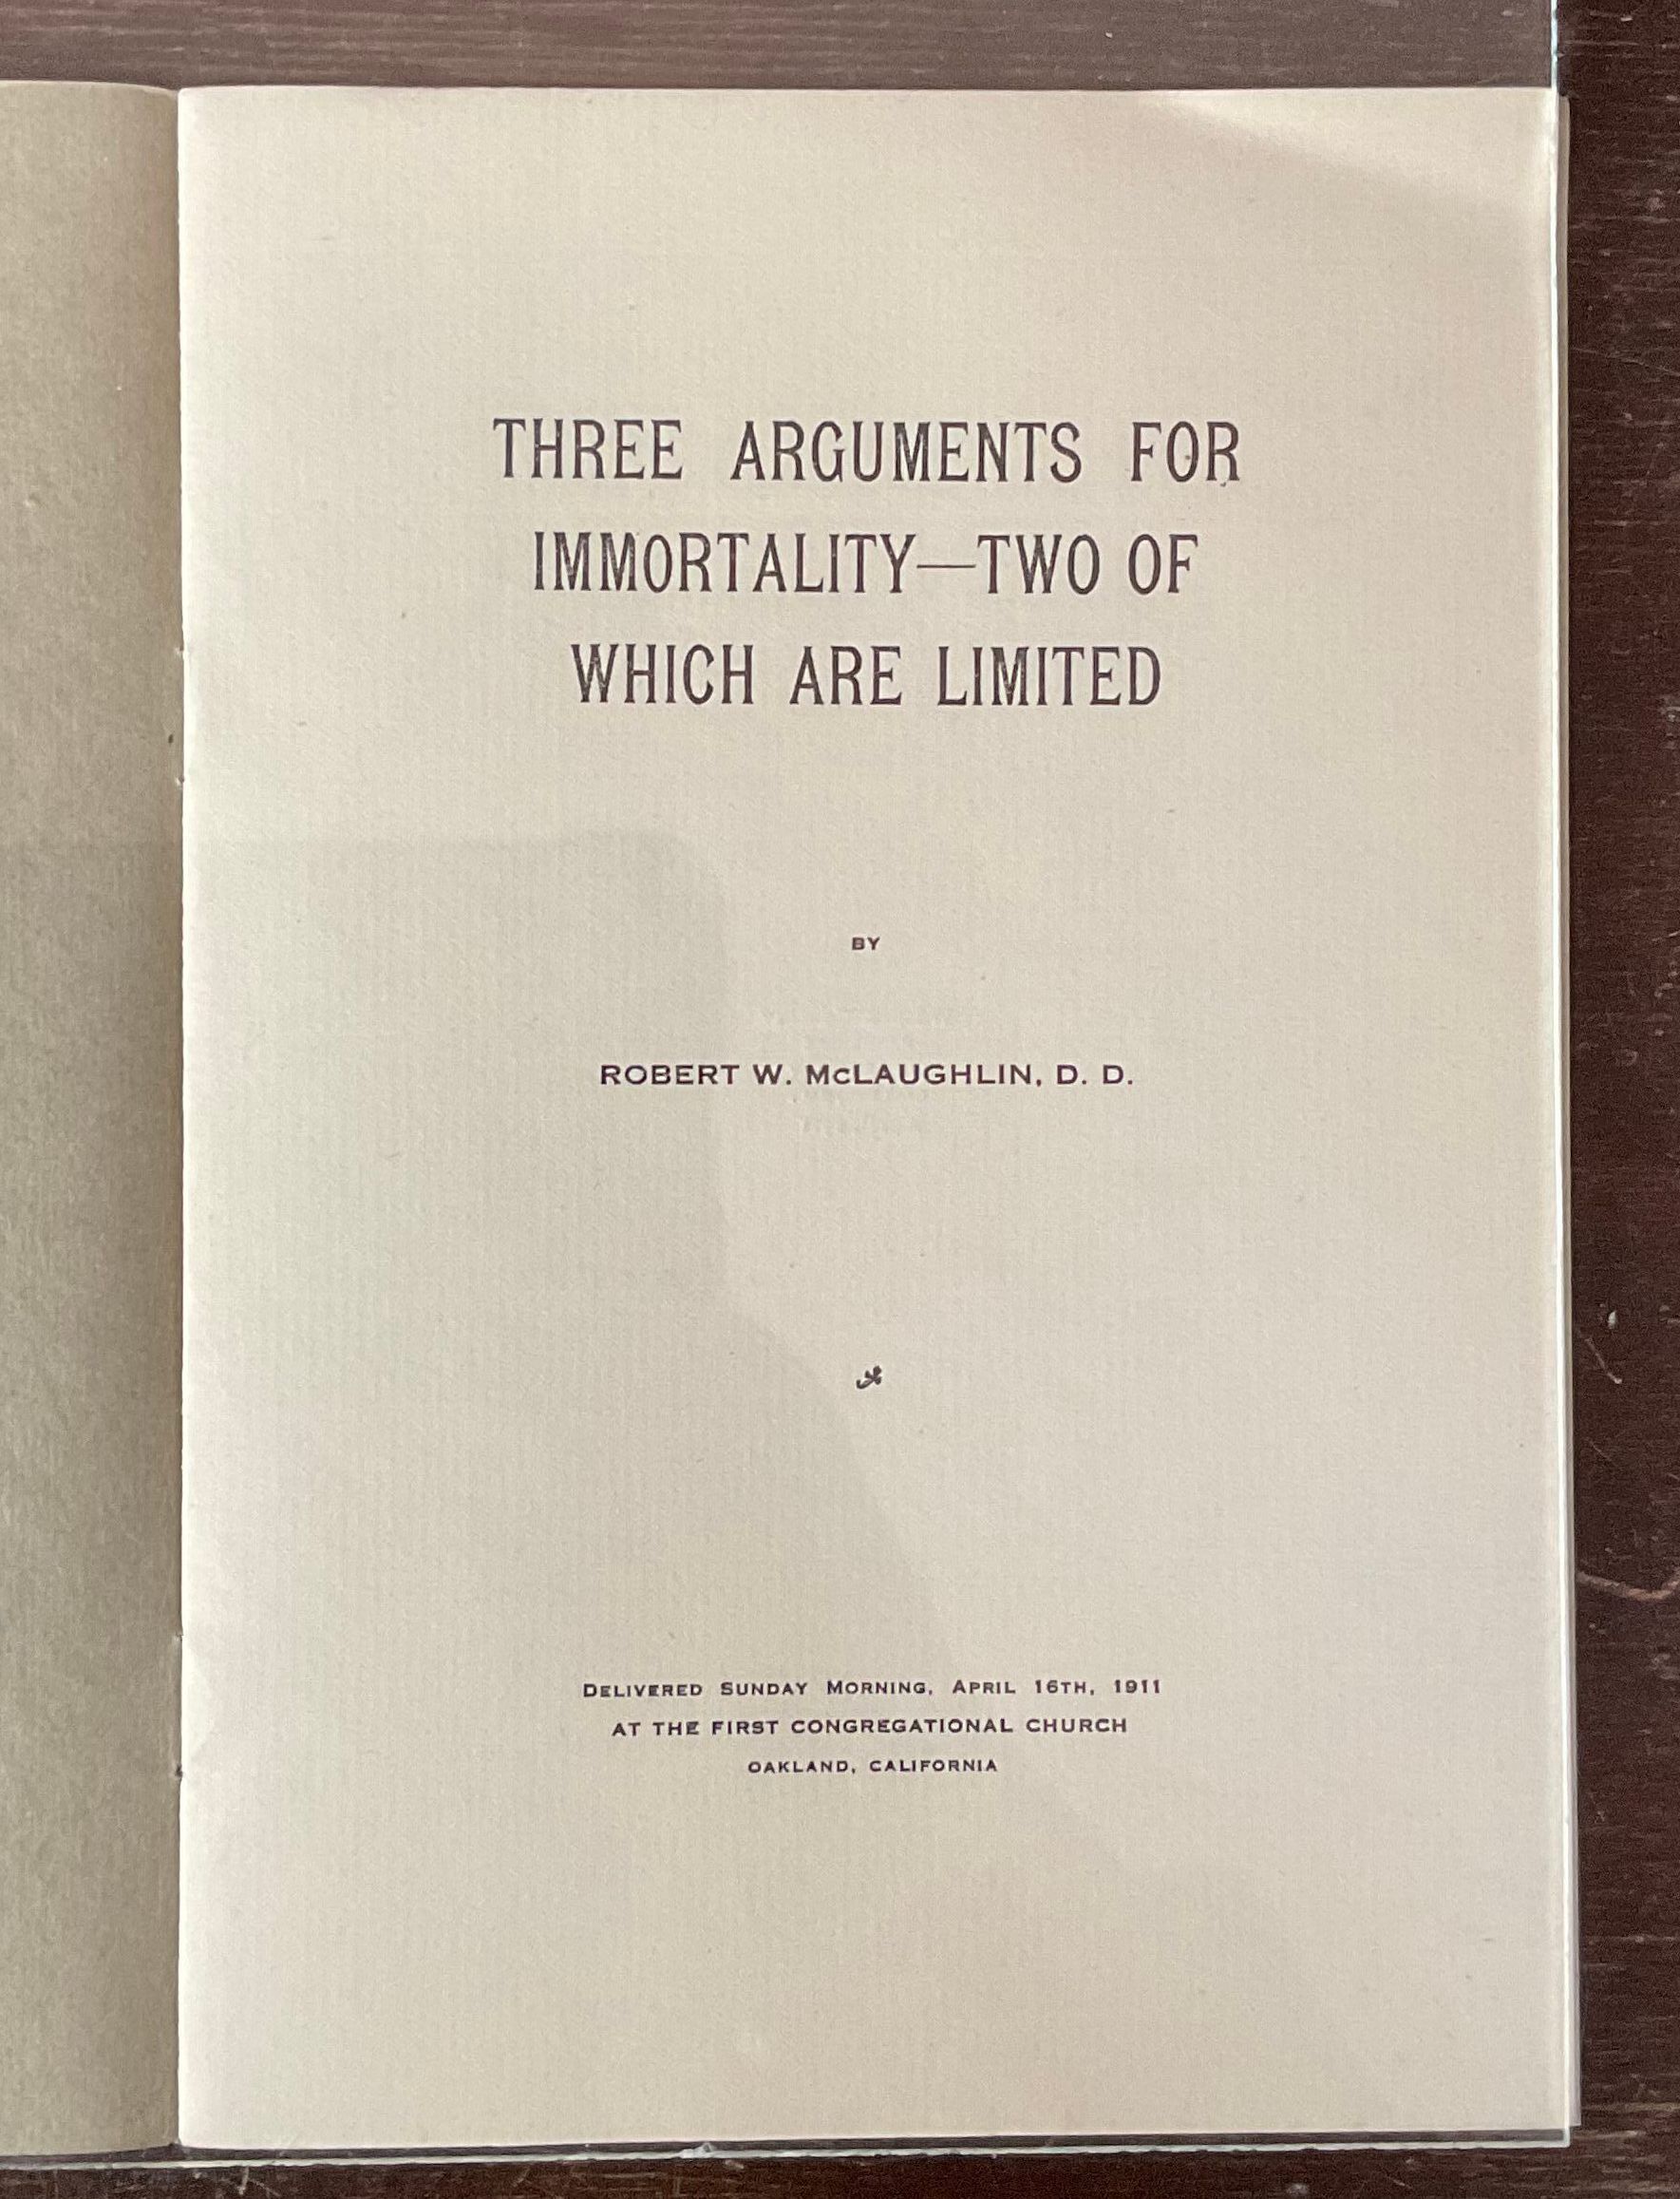 THREE ARGUMENTS FOR
IMMORTALITY—TWO OF
WHICH ARE LIMITED
BY
ROBERT W. McLAUGHLIN, D. D.
DELIVERED SUNDAY MORNING, APRIL 16TH, 1911
AT THE FIRST CONGREGATIONAL CHURCH
OAKLAND, CALIFORNIA